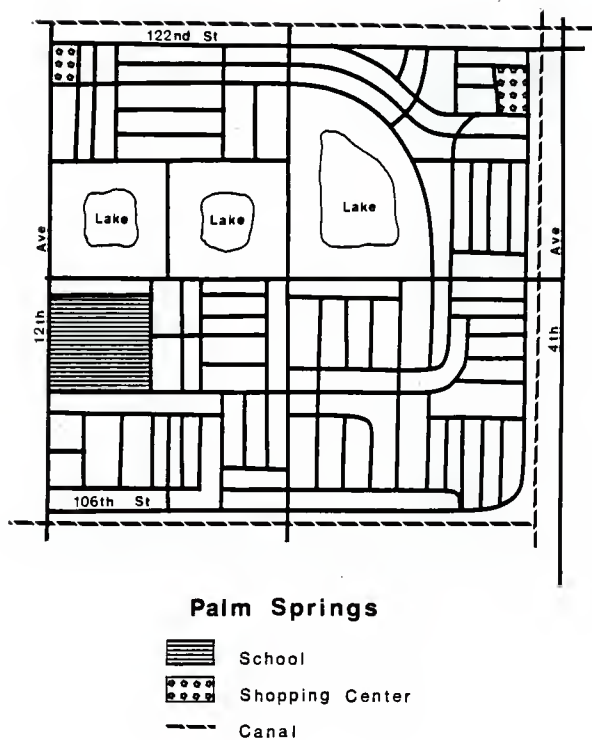 122nd St
Lake
Lake
Lake
12th Ave
4th Ave
106th St
Palm Springs
School
Shopping Center
Canal